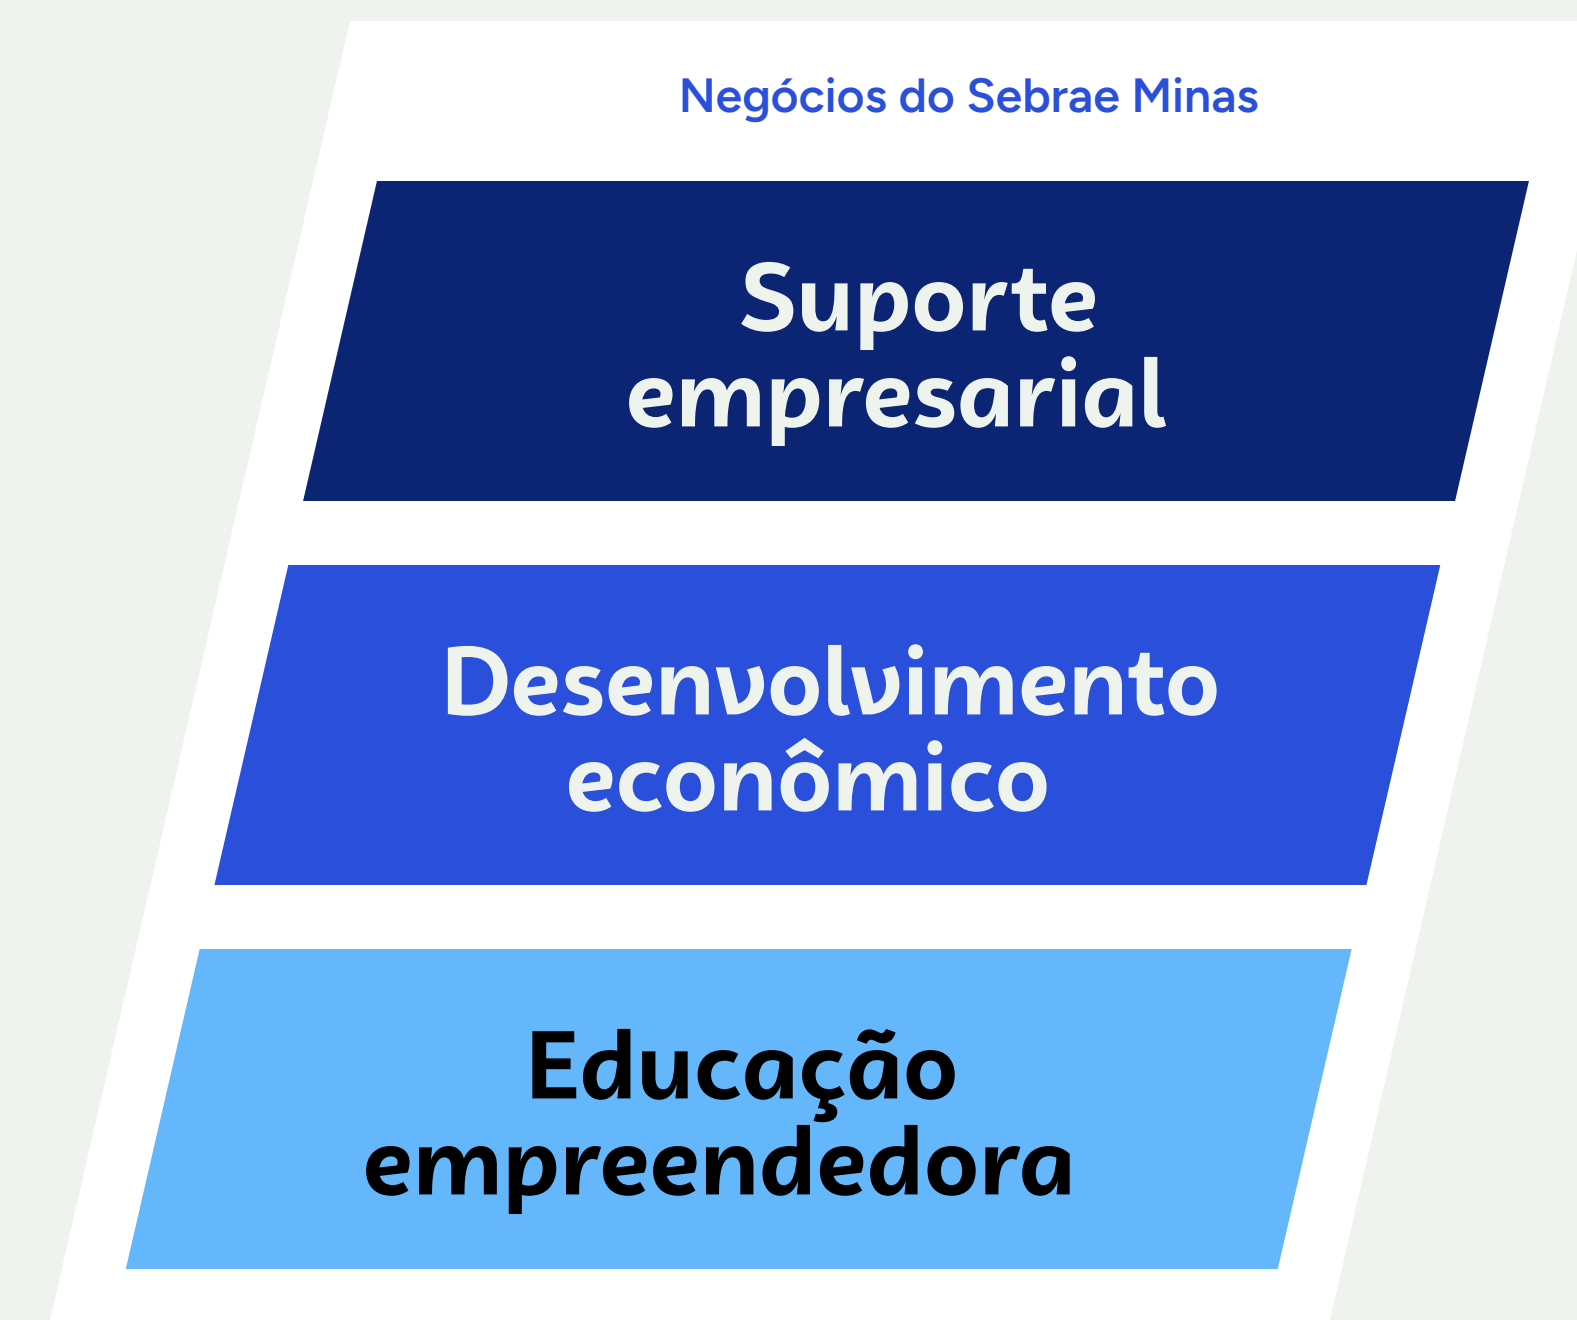 Negócios do Sebrae Minas
Suporte
empresarial
Desenvolvimento
econômico
Educação
empreendedora